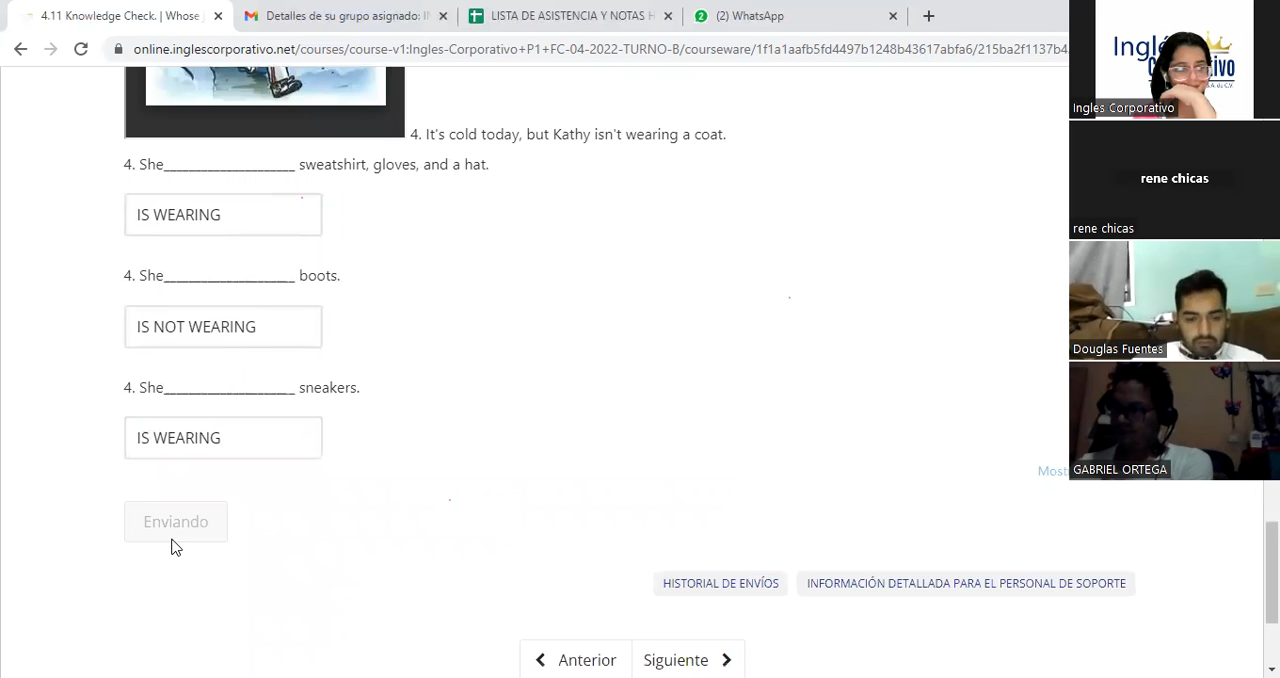 4.11 Knowledge Check. | Whose
Detalles de su grupo asignado: I
LISTA DE ASISTENCIA Y NOTAS
(2) WhatsApp
online.inglescorporativo.net/courses/course-v1:Ingles-Corporativo+P1+FC-04-2022-TURNO-B/courseware/1f1a1aafb5fd4497b1248b43617abfa6/215ba2f1137b4
4. It's cold today, but Kathy isn't wearing a coat.
4. She____________________ sweatshirt, gloves, and a hat.
IS WEARING
4. She____________________ boots.
IS NOT WEARING
4. She____________________ sneakers.
IS WEARING
Most
Enviando
HISTORIAL DE ENVÍOS
INFORMACIÓN DETALLADA PARA EL PERSONAL DE SOPORTE
Anterior
Siguiente
Ingles Corporativo
rene chicas
rene chicas
Douglas Fuentes
GABRIEL ORTEGA